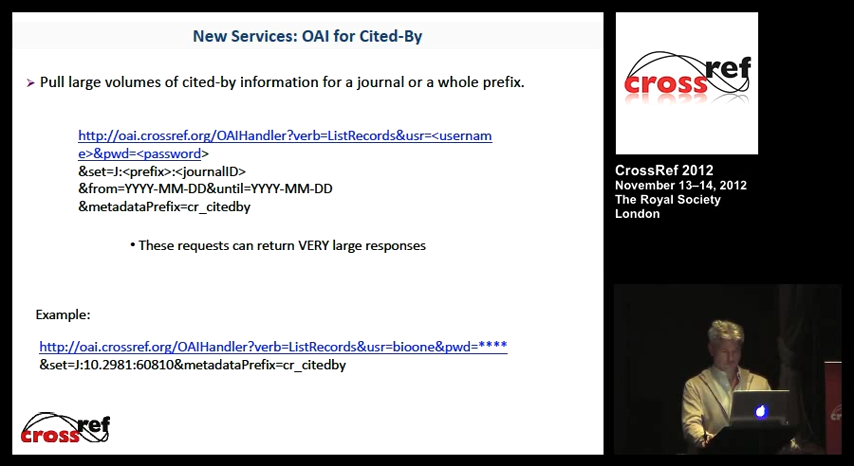 New Services: OAI for Cited-By
➤ Pull large volumes of cited-by information for a journal or a whole prefix.
http://oai.crossref.org/OAIHandler?verb=ListRecords&usr=<usernam
e>&pwd=<password>
&set=J:<prefix>:<journalID>
&from=YYYY-MM-DD&until=YYYY-MM-DD
&metadataPrefix=cr_citedby
• These requests can return VERY large responses
Example:
http://oai.crossref.org/OAIHandler?verb=ListRecords&usr=bioone&pwd=****
&set=J:10.2981:60810&metadataPrefix=cr_citedby
crossref
crossref
CrossRef 2012
November 13–14, 2012
The Royal Society
London